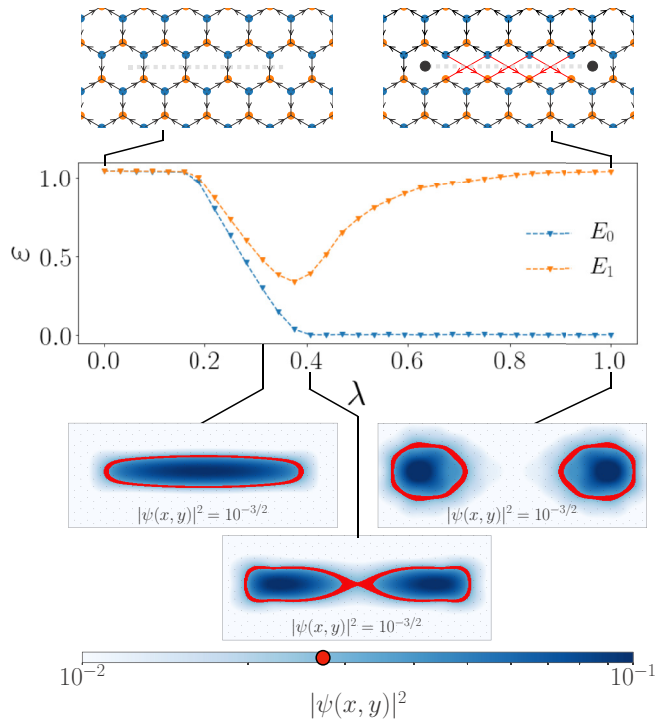 1.0
0.5
0.0
ε
E₀
E₁
0.0 0.2 0.4 0.6 0.8 1.0
λ
|ψ(x, y)|² = 10⁻³/²
|ψ(x, y)|² = 10⁻³/²
|ψ(x, y)|² = 10⁻³/²
10⁻² 10⁻¹
|ψ(x, y)|²